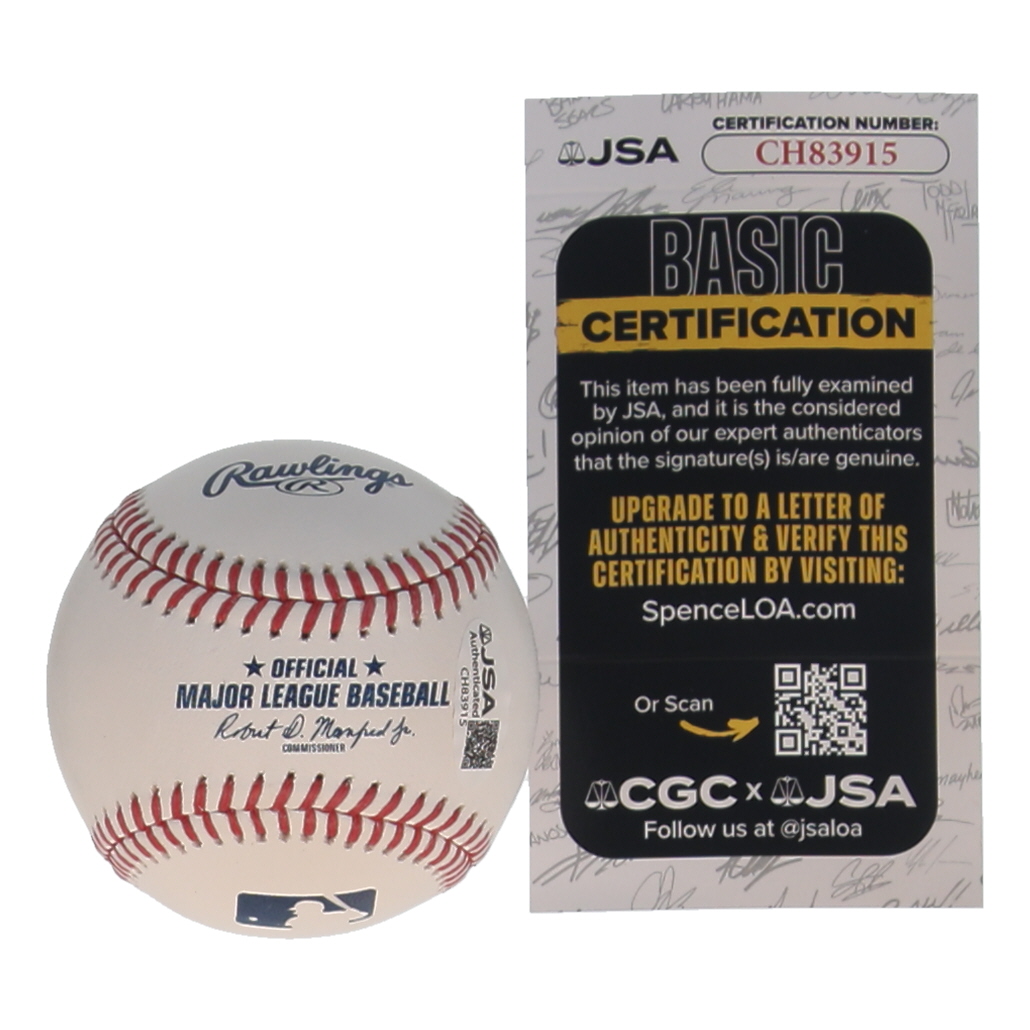 Rawlings
R
★ OFFICIAL ★
MAJOR LEAGUE BASEBALL
Robert D. Manfred Jr.
COMMISSIONER
JSA
Authenticated
CH83915
LARRY HAMA
JSA
CERTIFICATION NUMBER:
CH83915
BASIC
CERTIFICATION
This item has been fully examined
by JSA, and it is the considered
opinion of our expert authenticators
that the signature(s) is/are genuine.
UPGRADE TO A LETTER OF
AUTHENTICITY & VERIFY THIS
CERTIFICATION BY VISITING:
SpenceLOA.com
Or Scan
CGC x JSA
Follow us at @jsaloa